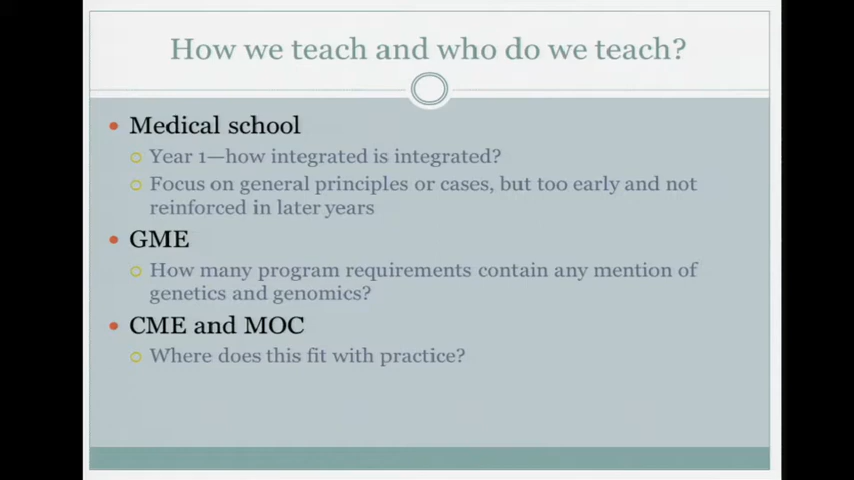 How we teach and who do we teach?
Medical school
Year 1—how integrated is integrated?
Focus on general principles or cases, but too early and not
reinforced in later years
GME
How many program requirements contain any mention of
genetics and genomics?
CME and MOC
Where does this fit with practice?